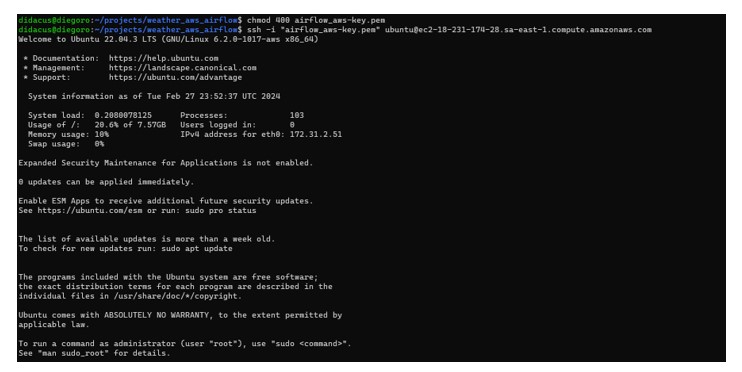 didacus@diegoro:~/projects/weather_aws_airflow$ chmod 400 airflow_aws-key.pem
didacus@diegoro:~/projects/weather_aws_airflow$ ssh -i "airflow_aws-key.pem" ubuntu@ec2-18-231-174-28.sa-east-1.compute.amazonaws.com
Welcome to Ubuntu 22.04.3 LTS (GNU/Linux 6.2.0-1017-aws x86_64)
* Documentation: https://help.ubuntu.com
* Management: https://landscape.canonical.com
* Support: https://ubuntu.com/advantage
System information as of Tue Feb 27 23:52:37 UTC 2024
System load: 0.2080078125 Processes: 103
Usage of /: 20.6% of 7.57GB Users logged in: 0
Memory usage: 10% IPv4 address for eth0: 172.31.2.51
Swap usage: 0%
Expanded Security Maintenance for Applications is not enabled.
0 updates can be applied immediately.
Enable ESM Apps to receive additional future security updates.
See https://ubuntu.com/esm or run: sudo pro status
The list of available updates is more than a week old.
To check for new updates run: sudo apt update
The programs included with the Ubuntu system are free software;
the exact distribution terms for each program are described in the
individual files in /usr/share/doc/*/copyright.
Ubuntu comes with ABSOLUTELY NO WARRANTY, to the extent permitted by
applicable law.
To run a command as administrator (user "root"), use "sudo <command>".
See "man sudo_root" for details.